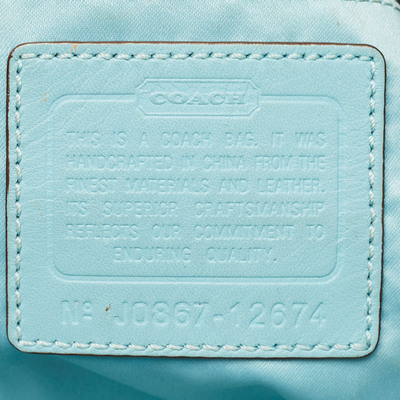 COACH
THIS IS A COACH BAG. IT WAS
HANDCRAFTED IN CHINA FROM THE
FINEST MATERIALS AND LEATHER.
ITS SUPERIOR CRAFTSMANSHIP
REFLECTS OUR COMMITMENT TO
ENDURING QUALITY.
Nº J0867-12674